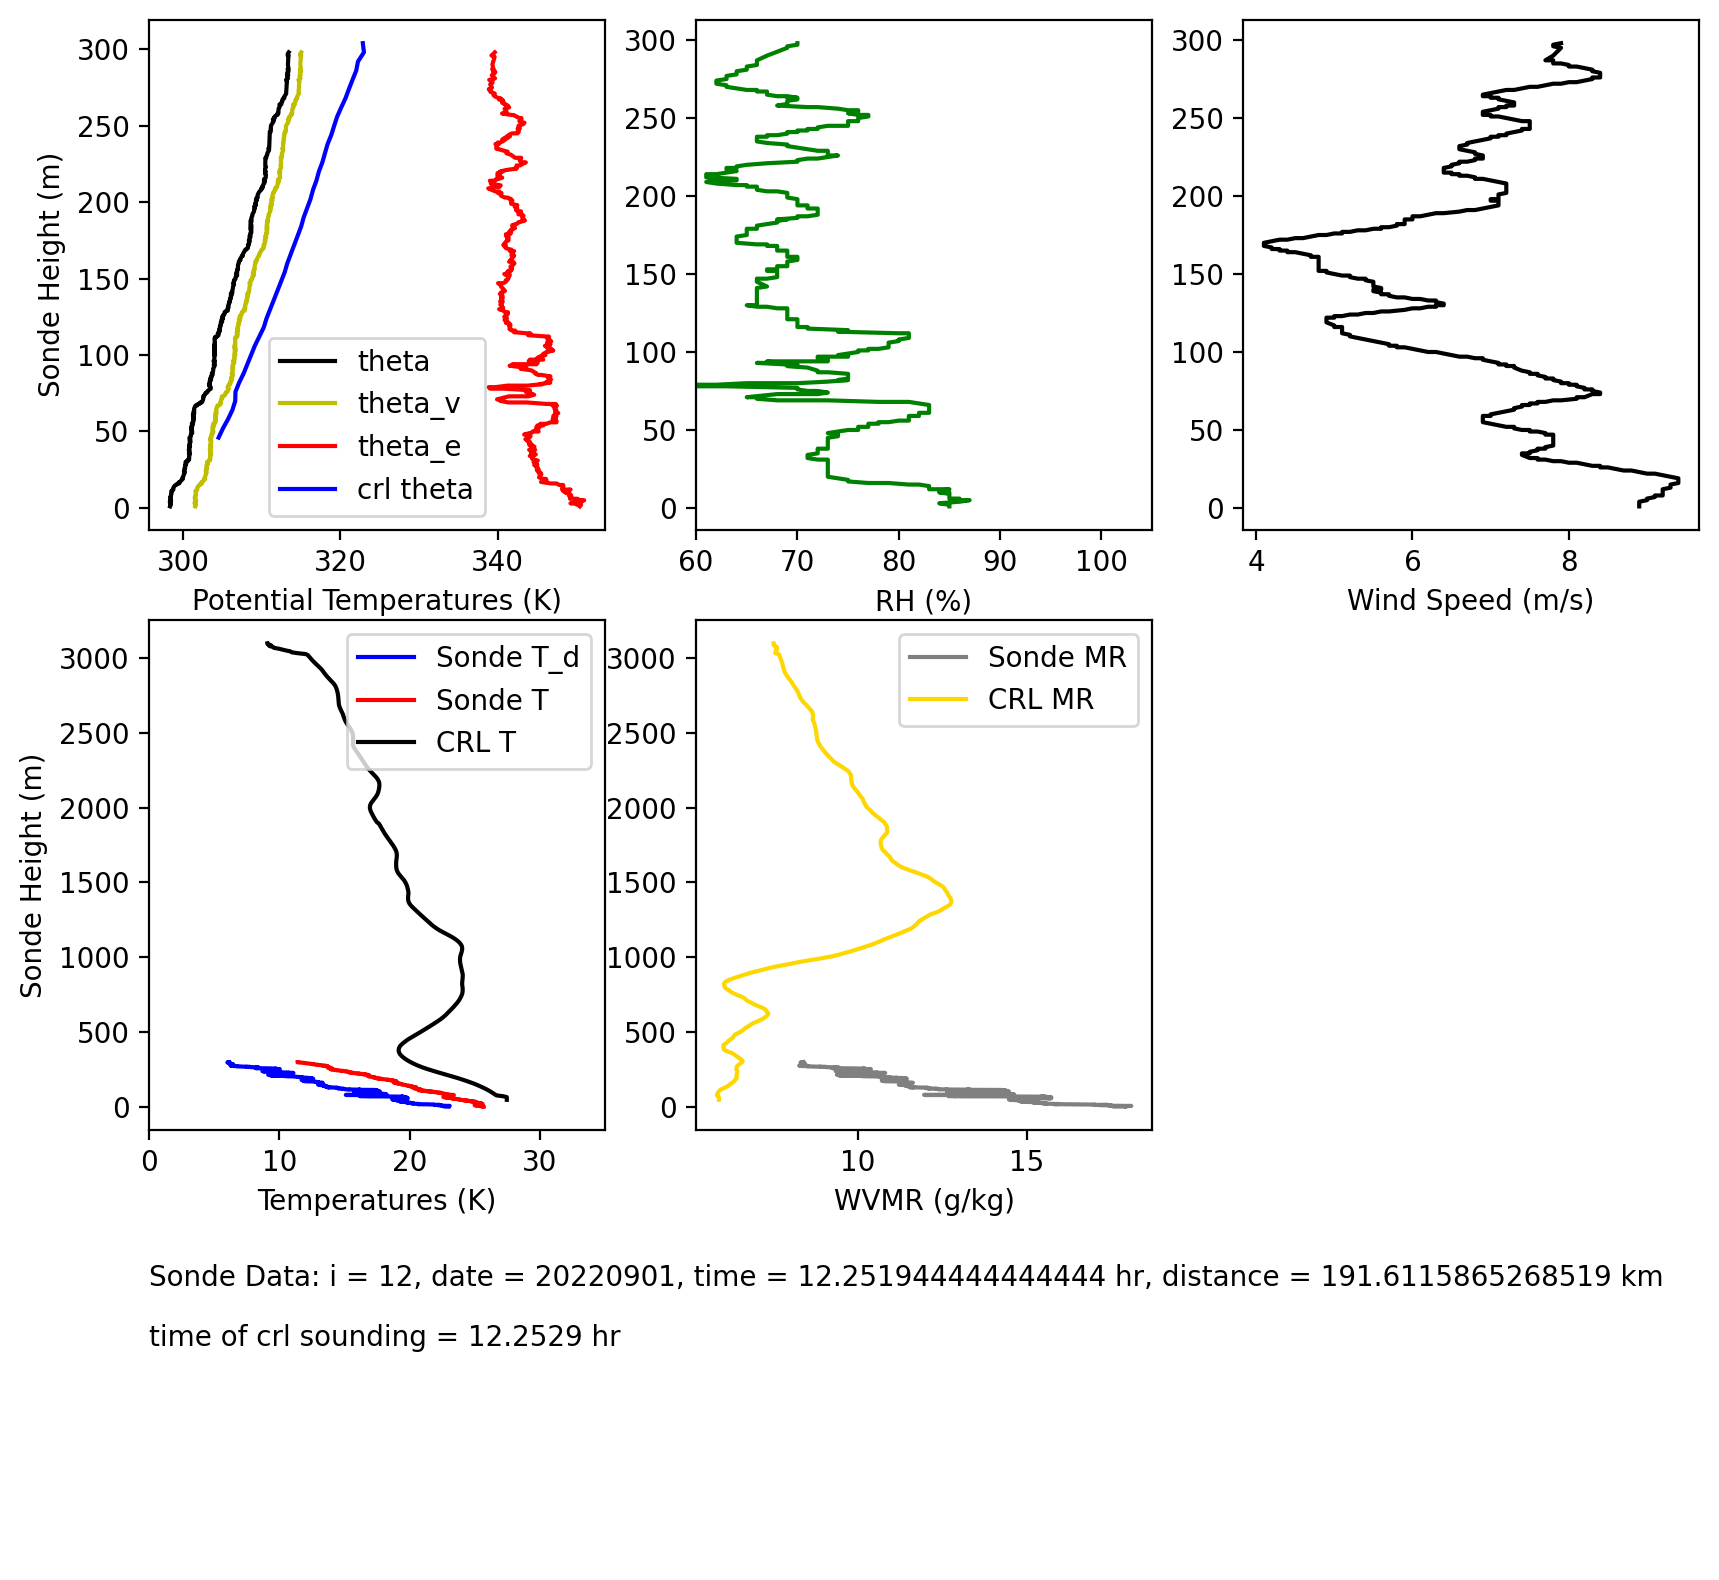 300
250
200
150
100
50
0
Sonde Height (m)
theta
theta_v
theta_e
crl theta
300
320
340
Potential Temperatures (K)
300
250
200
150
100
50
0
60
70
80
90
100
RH (%)
300
250
200
150
100
50
0
4
6
8
Wind Speed (m/s)
3000
2500
2000
1500
1000
500
0
Sonde Height (m)
Sonde T_d
Sonde T
CRL T
0
10
20
30
Temperatures (K)
3000
2500
2000
1500
1000
500
0
Sonde MR
CRL MR
10
15
WVMR (g/kg)
Sonde Data: i = 12, date = 20220901, time = 12.251944444444444 hr, distance = 191.6115865268519 km
time of crl sounding = 12.2529 hr